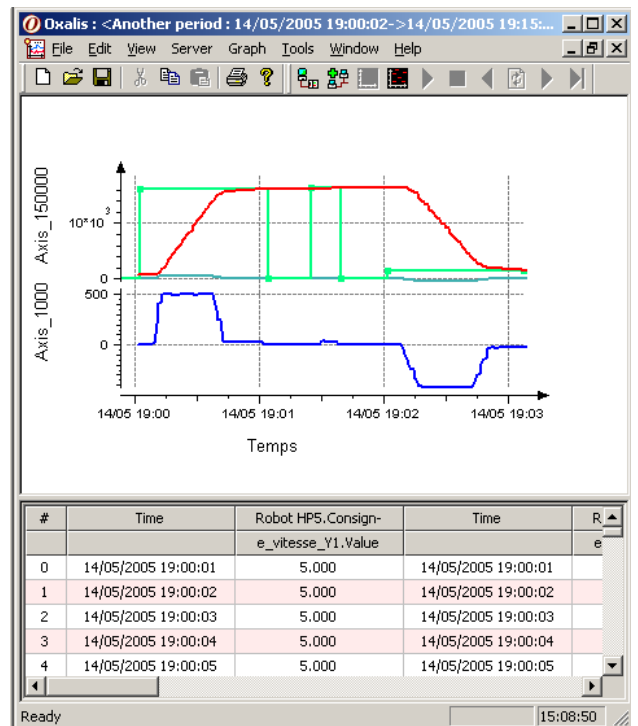 Oxalis : <Another period : 14/05/2005 19:00:02->14/05/2005 19:15:...
File Edit View Server Graph Tools Window Help
Axis_150000
10*10³
0
Axis_1000
500
0
14/05 19:00 14/05 19:01 14/05 19:02 14/05 19:03
Temps
# Time Robot HP5.Consign- Time R
e_vitesse_Y1.Value e
0 14/05/2005 19:00:01 5.000 14/05/2005 19:00:01
1 14/05/2005 19:00:02 5.000 14/05/2005 19:00:02
2 14/05/2005 19:00:03 5.000 14/05/2005 19:00:03
3 14/05/2005 19:00:04 5.000 14/05/2005 19:00:04
4 14/05/2005 19:00:05 5.000 14/05/2005 19:00:05
Ready 15:08:50